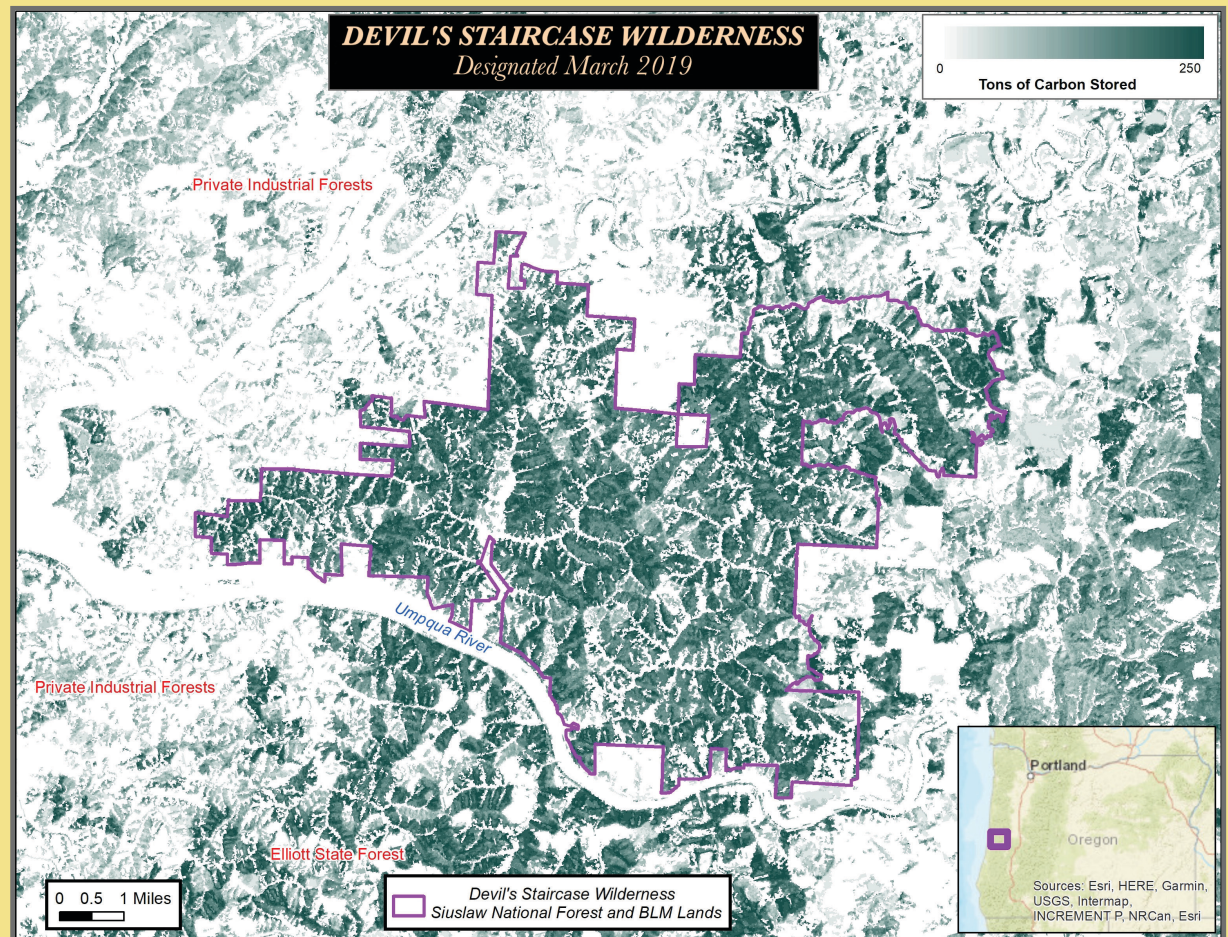 DEVIL'S STAIRCASE WILDERNESS
Designated March 2019
0
250
Tons of Carbon Stored
Private Industrial Forests
Umpqua River
Private Industrial Forests
Elliott State Forest
0 0.5 1 Miles
Devil's Staircase Wilderness
Siuslaw National Forest and BLM Lands
Portland
Oregon
Sources: Esri, HERE, Garmin,
USGS, Intermap,
INCREMENT P, NRCan, Esri